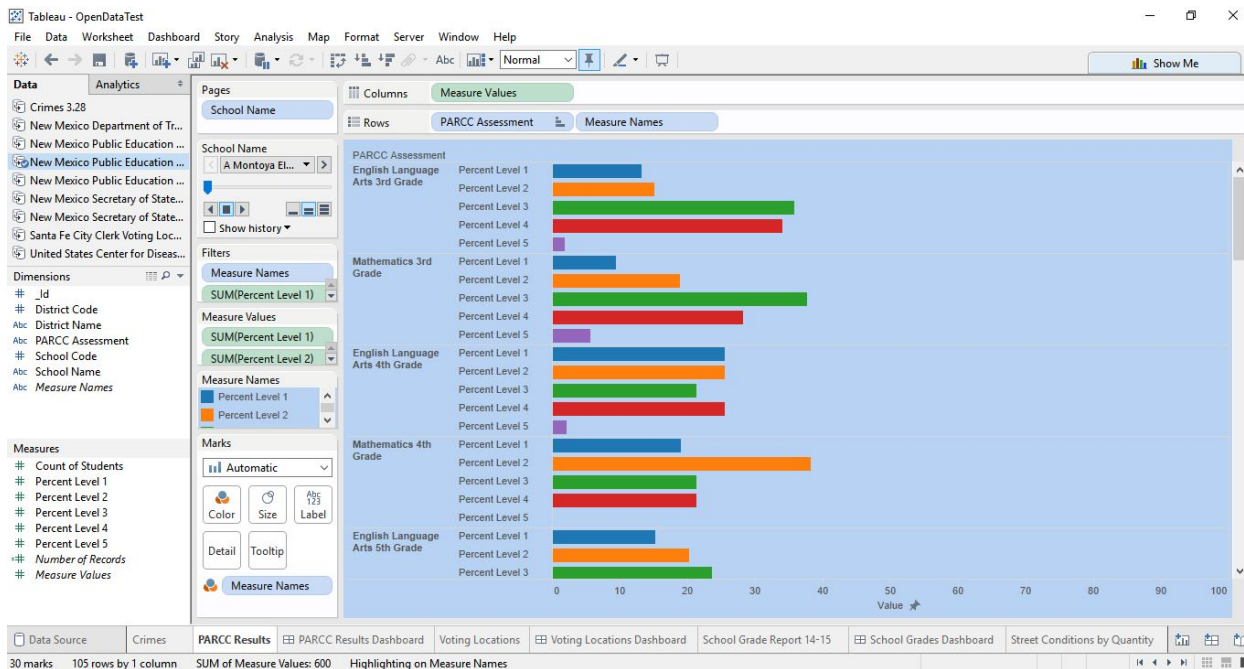 Tableau - OpenDataTest
File Data Worksheet Dashboard Story Analysis Map Format Server Window Help
Abc Normal Show Me
Data Analytics
Crimes 3.28
New Mexico Department of Tr...
New Mexico Public Education ...
New Mexico Public Education ...
New Mexico Public Education ...
New Mexico Secretary of State...
New Mexico Secretary of State...
Santa Fe City Clerk Voting Loc...
United States Center for Diseas...
Dimensions
# _Id
# District Code
Abc District Name
Abc PARCC Assessment
# School Code
Abc School Name
Abc Measure Names
Measures
# Count of Students
# Percent Level 1
# Percent Level 2
# Percent Level 3
# Percent Level 4
# Percent Level 5
# Number of Records
# Measure Values
Pages
School Name
School Name
A Montoya El...
Show history
Filters
Measure Names
SUM(Percent Level 1)
Measure Values
SUM(Percent Level 1)
SUM(Percent Level 2)
Measure Names
Percent Level 1
Percent Level 2
Marks
Automatic
Abc
123
Color Size Label
Detail Tooltip
Measure Names
Columns Measure Values
Rows PARCC Assessment Measure Names
PARCC Assessment
English Language Percent Level 1
Arts 3rd Grade Percent Level 2
Percent Level 3
Percent Level 4
Percent Level 5
Mathematics 3rd Percent Level 1
Grade Percent Level 2
Percent Level 3
Percent Level 4
Percent Level 5
English Language Percent Level 1
Arts 4th Grade Percent Level 2
Percent Level 3
Percent Level 4
Percent Level 5
Mathematics 4th Percent Level 1
Grade Percent Level 2
Percent Level 3
Percent Level 4
Percent Level 5
English Language Percent Level 1
Arts 5th Grade Percent Level 2
Percent Level 3
0 10 20 30 40 50 60 70 80 90 100
Value
Data Source Crimes PARCC Results PARCC Results Dashboard Voting Locations Voting Locations Dashboard School Grade Report 14-15 School Grades Dashboard Street Conditions by Quantity
30 marks 105 rows by 1 column SUM of Measure Values: 600 Highlighting on Measure Names